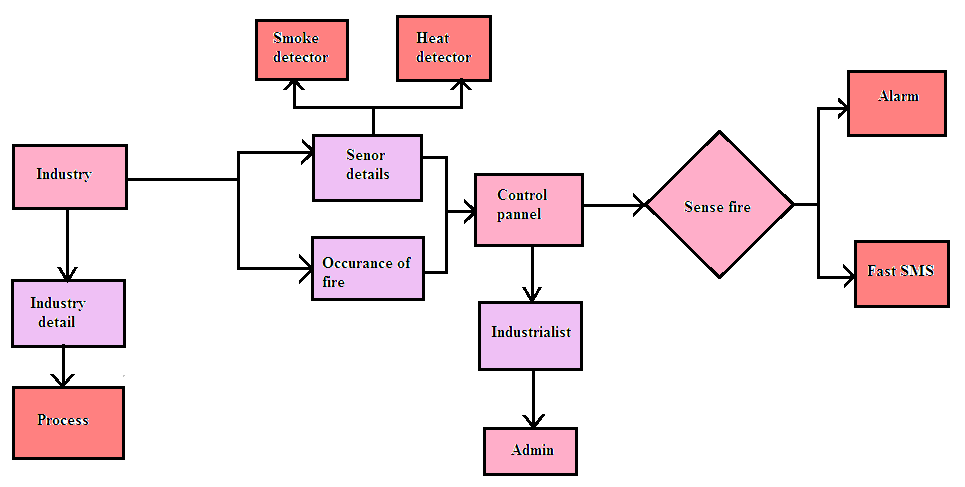 Smoke
detector
Heat
detector
Alarm
Industry
Senor
details
Control
pannel
Sense fire
Occurance of
fire
Fast SMS
Industry
detail
Industrialist
Process
Admin